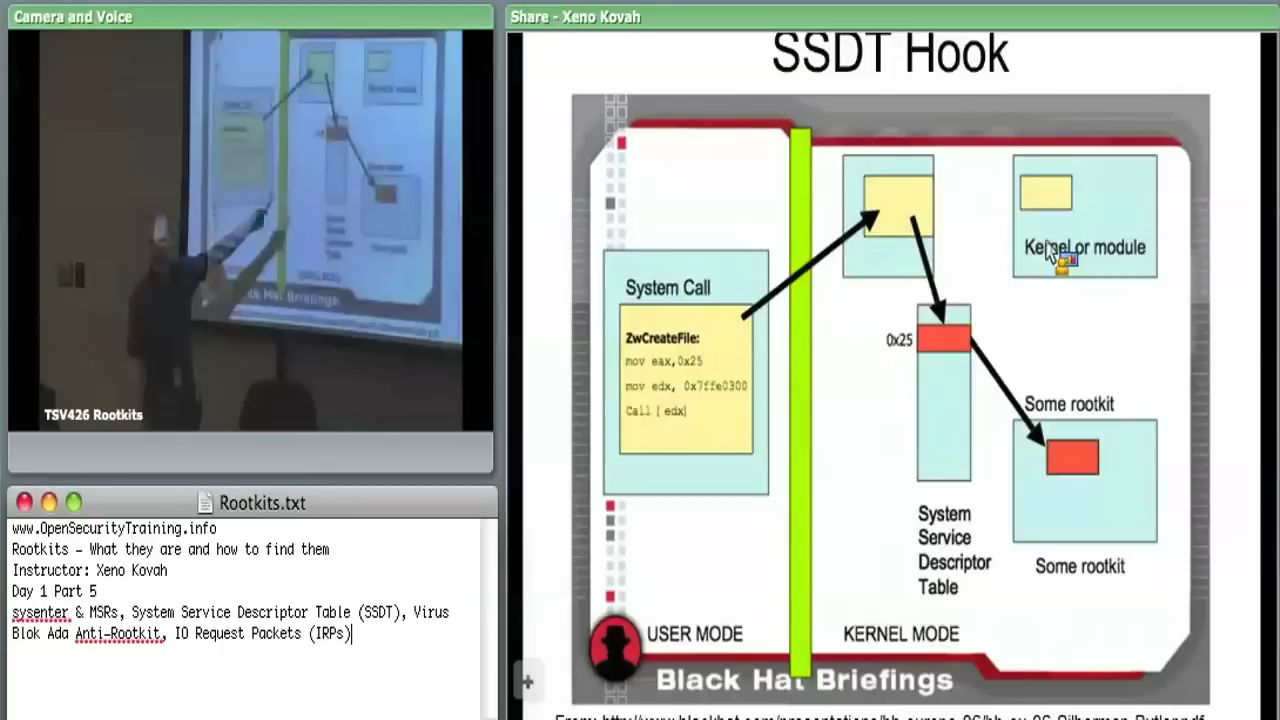 Camera and Voice
TSV426 Rootkits
Rootkits.txt
www.OpenSecurityTraining.info
Rootkits - What they are and how to find them
Instructor: Xeno Kovah
Day 1 Part 5
sysenter & MSRs, System Service Descriptor Table (SSDT), Virus
Blok Ada Anti-Rootkit, IO Request Packets (IRPs)
Share - Xeno Kovah
SSDT Hook
System Call
ZwCreateFile:
mov eax,0x25
mov edx, 0x7ffe0300
Call [ edx]
0x25
Kernel or module
Some rootkit
System
Service
Descriptor
Table
Some rootkit
USER MODE
KERNEL MODE
Black Hat Briefings